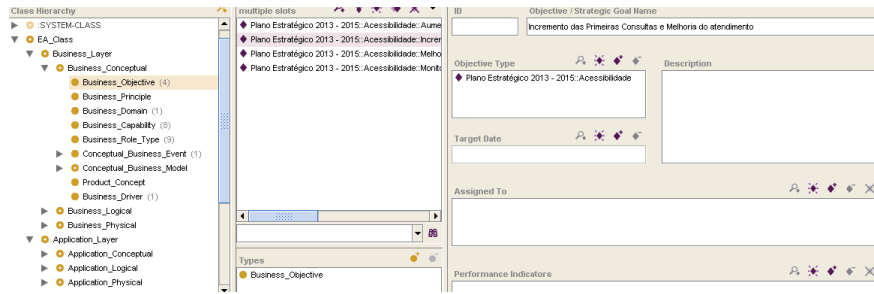 Class Hierarchy
:SYSTEM-CLASS
EA_Class
Business_Layer
Business_Conceptual
Business_Objective (4)
Business_Principle
Business_Domain (1)
Business_Capability (8)
Business_Role_Type (9)
Conceptual_Business_Event (1)
Conceptual_Business_Model
Product_Concept
Business_Driver (1)
Business_Logical
Business_Physical
Application_Layer
Application_Conceptual
Application_Logical
Application_Physical
multiple slots
Plano Estratégico 2013 - 2015::Acessibilidade::Aume
Plano Estratégico 2013 - 2015::Acessibilidade::Increr
Plano Estratégico 2013 - 2015::Acessibilidade::Melho
Plano Estratégico 2013 - 2015::Acessibilidade::Monito
Types
Business_Objective
ID
Objective / Strategic Goal Name
Incremento das Primeiras Consultas e Melhoria do atendimento
Objective Type
Plano Estratégico 2013 - 2015::Acessibilidade
Description
Target Date
Assigned To
Performance Indicators